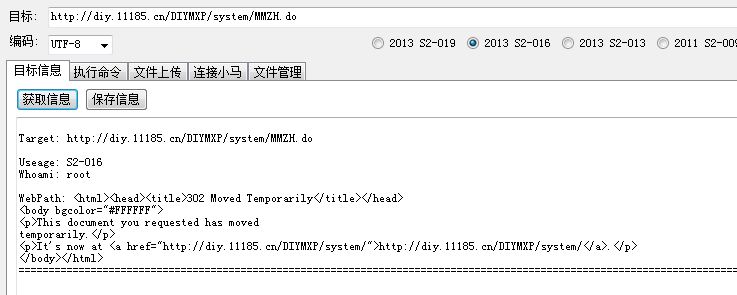 目标: http://diy.11185.cn/DIYMXP/system/MMZH.do
编码: UTF-8 2013 S2-019 2013 S2-016 2013 S2-013 2011 S2-009
目标信息 执行命令 文件上传 连接小马 文件管理
获取信息 保存信息
Target: http://diy.11185.cn/DIYMXP/system/MMZH.do
Useage: S2-016
Whoami: root
WebPath: <html><head><title>302 Moved Temporarily</title></head>
<body bgcolor="#FFFFFF">
<p>This document you requested has moved
temporarily.</p>
<p>It's now at <a href="http://diy.11185.cn/DIYMXP/system/">http://diy.11185.cn/DIYMXP/system/</a>.</p>
</body></html>